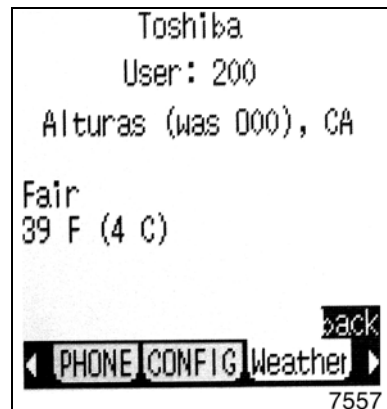 Toshiba
User: 200
Alturas (was 000), CA
Fair
39 F (4 C)
back
PHONE CONFIG Weather
7557